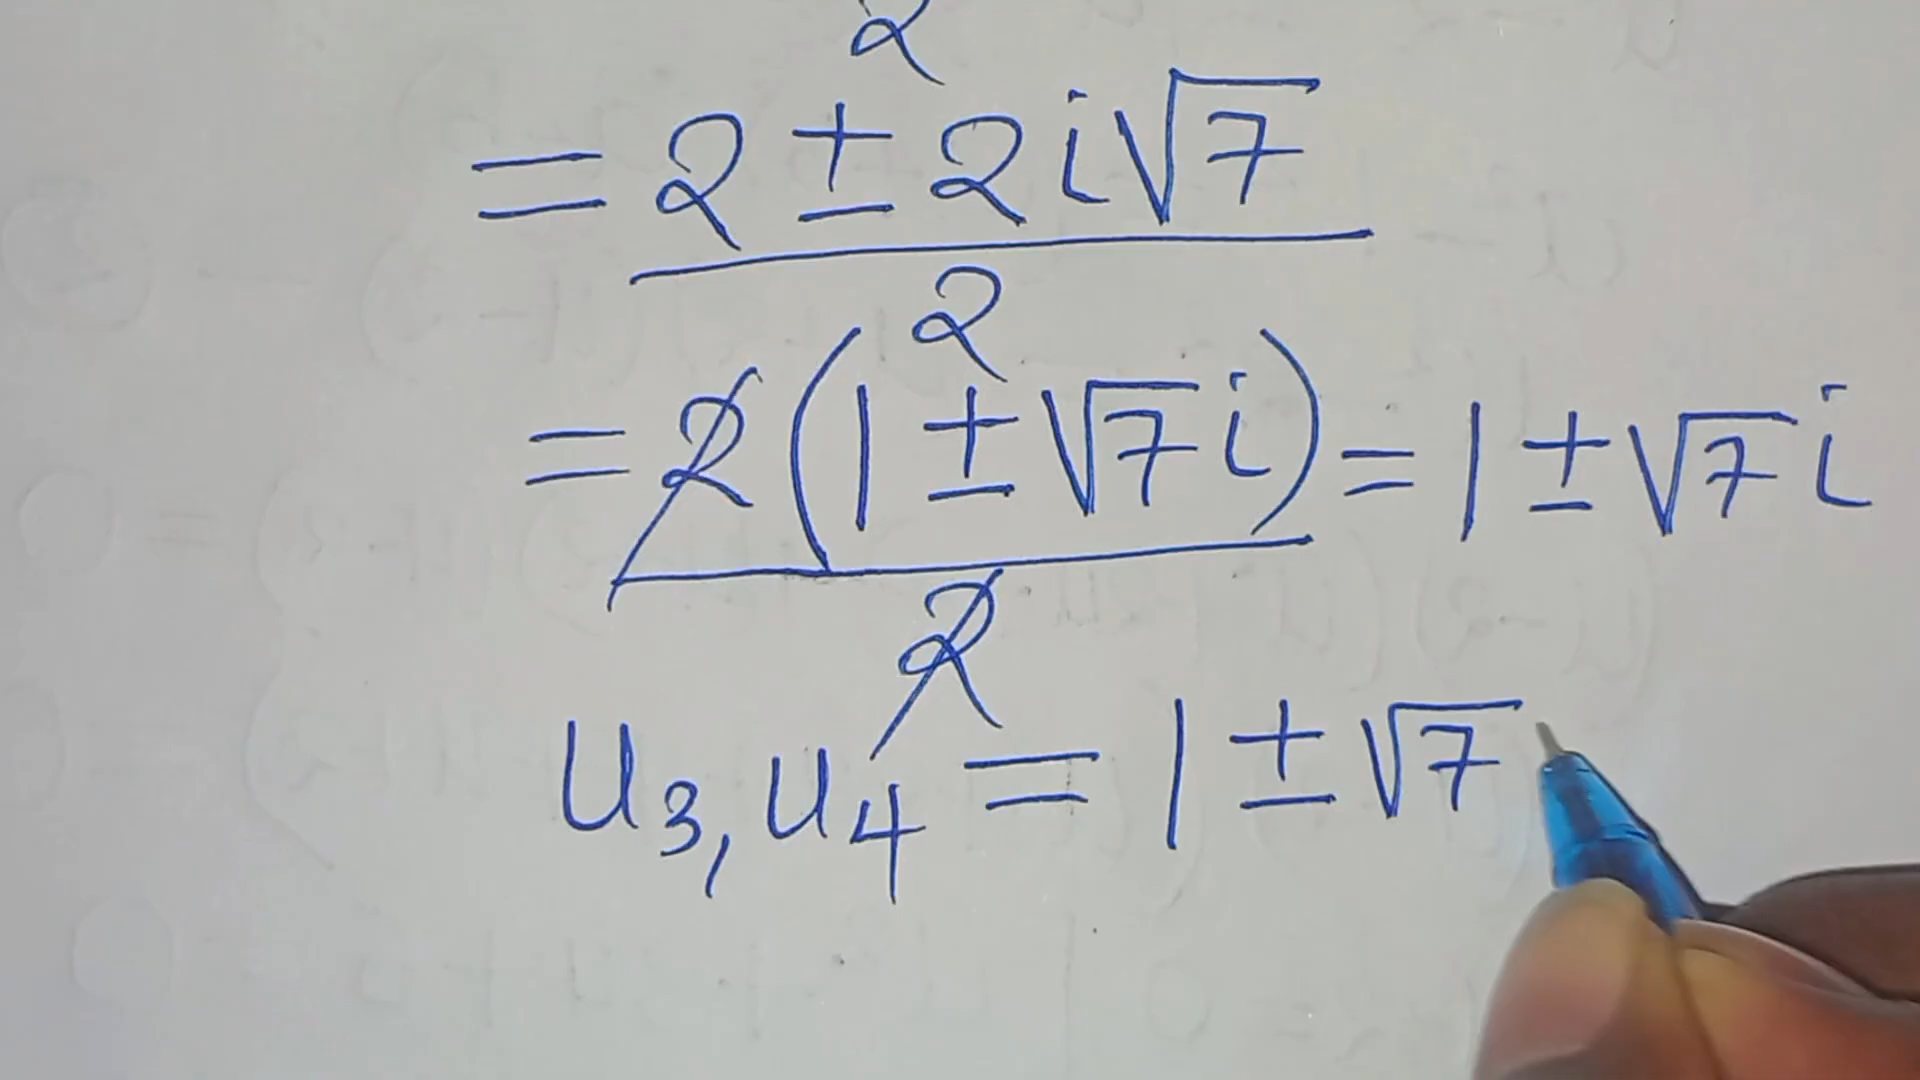 2
= 2 ± 2i√7
2
= 2(1 ± √7i) = 1 ± √7i
2
u₃, u₄ = 1 ± √7